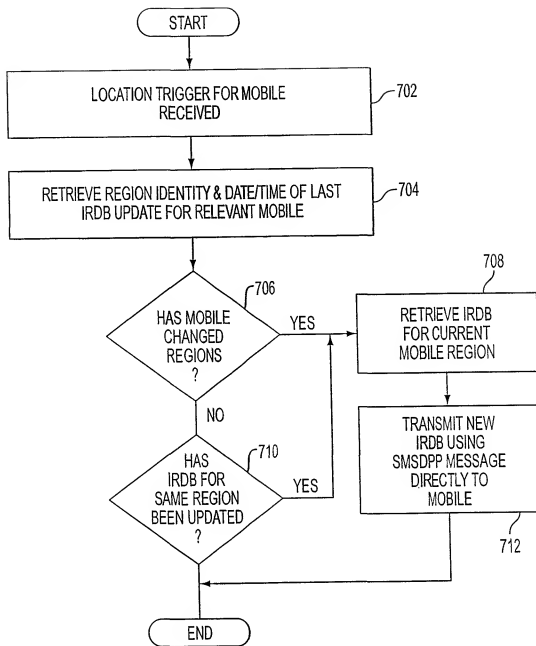 START
LOCATION TRIGGER FOR MOBILE
RECEIVED
702
RETRIEVE REGION IDENTITY & DATE/TIME OF LAST
IRDB UPDATE FOR RELEVANT MOBILE
704
706
HAS MOBILE
CHANGED
REGIONS
?
YES
NO
708
RETRIEVE IRDB
FOR CURRENT
MOBILE REGION
710
HAS
IRDB FOR
SAME REGION
BEEN UPDATED
?
YES
TRANSMIT NEW
IRDB USING
SMSDPP MESSAGE
DIRECTLY TO
MOBILE
712
END